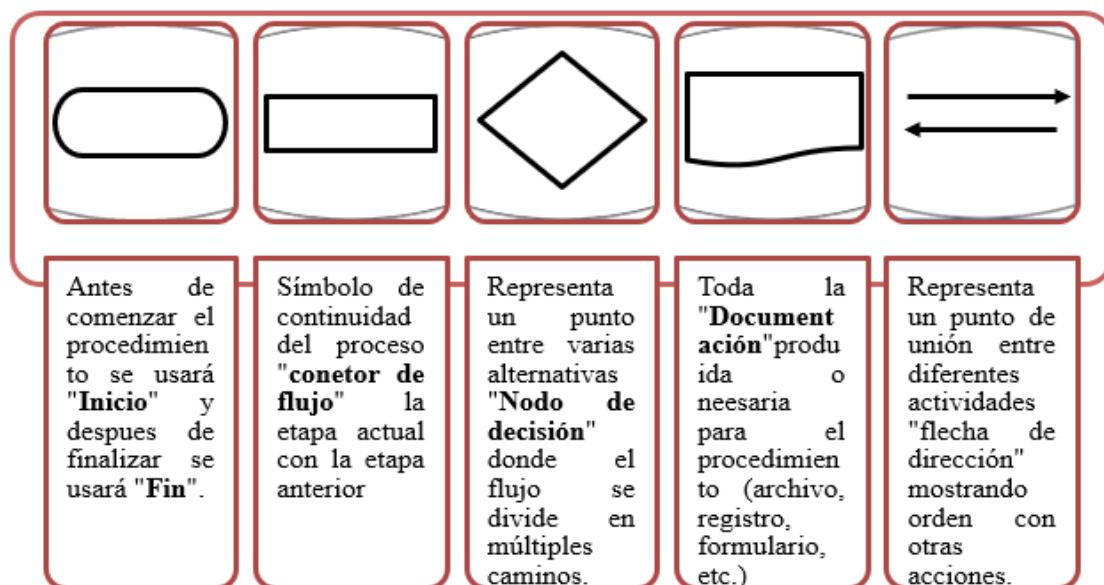 Antes de
comenzar el
procedimien
to se usará
"Inicio" y
despues de
finalizar se
usará "Fin".
Símbolo de
continuidad
del proceso
"conetor de
flujo" la
etapa actual
con la etapa
anterior
Representa
un punto
entre varias
alternativas
"Nodo de
decisión"
donde el
flujo se
divide en
múltiples
caminos.
Toda la
"Document
ación"produ
ida o
neesaria
para el
procedimien
to (archivo,
registro,
formulario,
etc.)
Representa
un punto de
unión entre
diferentes
actividades
"flecha de
dirección"
mostrando
orden con
otras
acciones.